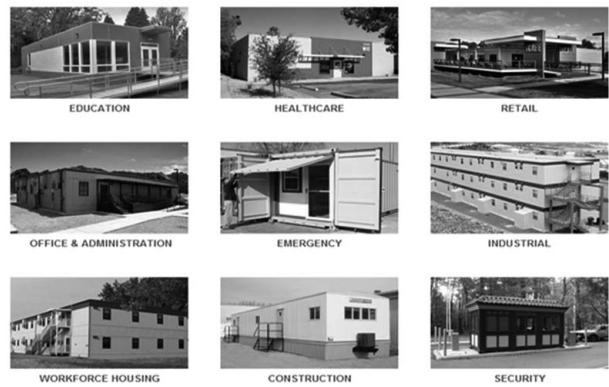 EDUCATION
HEALTHCARE
RETAIL
OFFICE & ADMINISTRATION
EMERGENCY
INDUSTRIAL
WORKFORCE HOUSING
CONSTRUCTION
SECURITY